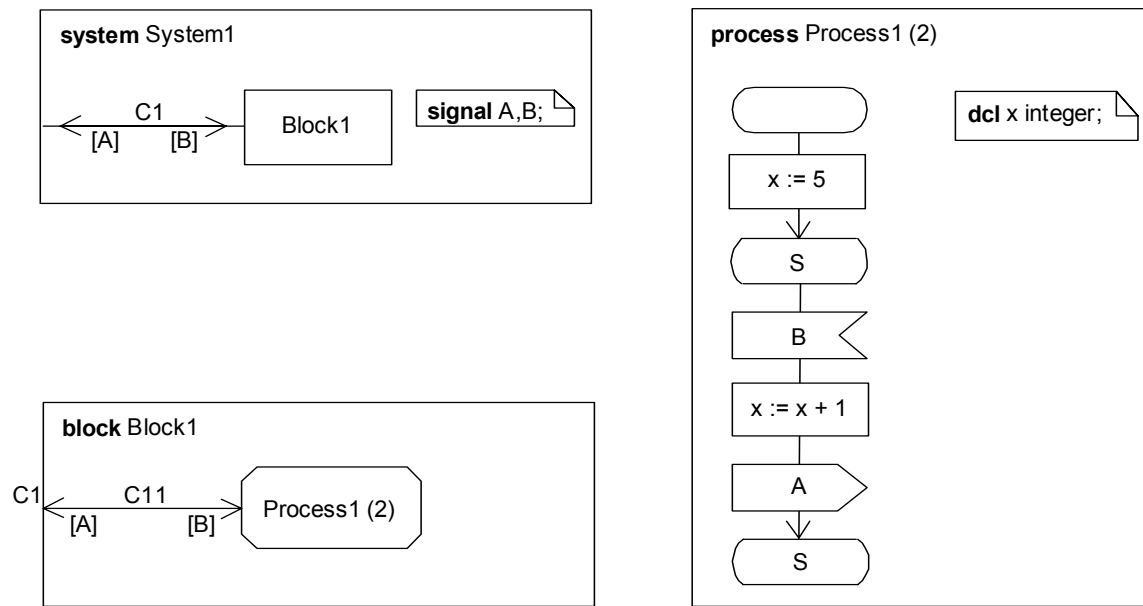 system System1
C1
[A] [B]
Block1
signal A,B;
block Block1
C1
C11
[A] [B]
Process1 (2)
process Process1 (2)
dcl x integer;
x := 5
S
B
x := x + 1
A
S